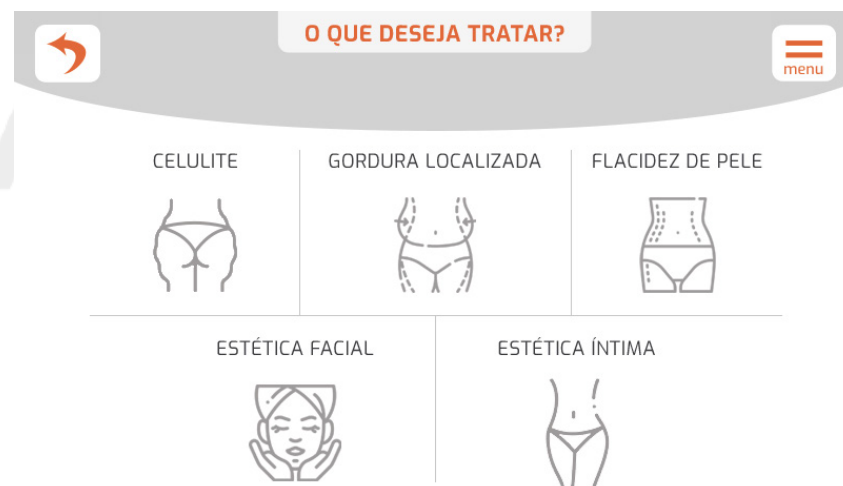 O QUE DESEJA TRATAR?
menu
CELULITE
GORDURA LOCALIZADA
FLACIDEZ DE PELE
ESTÉTICA FACIAL
ESTÉTICA ÍNTIMA